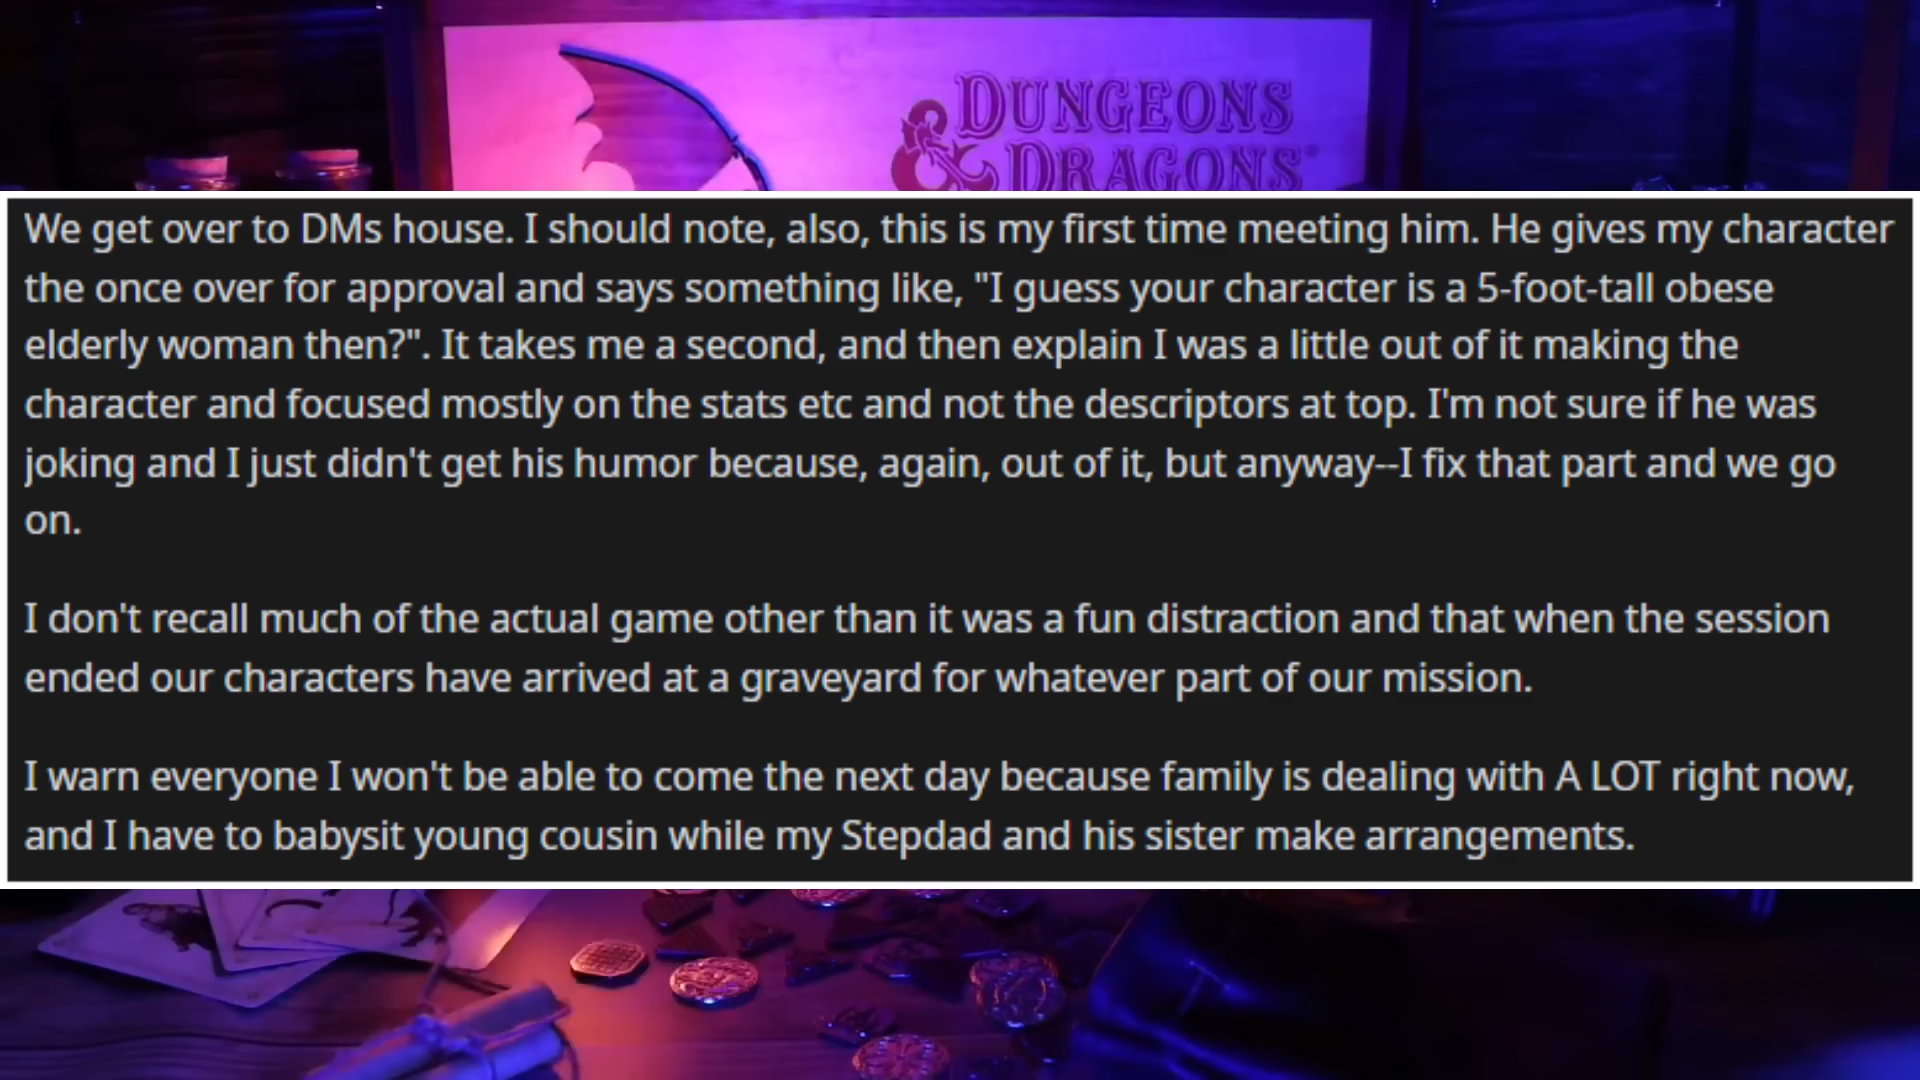 DUNGEONS
& DRAGONS®
We get over to DMs house. I should note, also, this is my first time meeting him. He gives my character
the once over for approval and says something like, "I guess your character is a 5-foot-tall obese
elderly woman then?". It takes me a second, and then explain I was a little out of it making the
character and focused mostly on the stats etc and not the descriptors at top. I'm not sure if he was
joking and I just didn't get his humor because, again, out of it, but anyway--I fix that part and we go
on.
I don't recall much of the actual game other than it was a fun distraction and that when the session
ended our characters have arrived at a graveyard for whatever part of our mission.
I warn everyone I won't be able to come the next day because family is dealing with A LOT right now,
and I have to babysit young cousin while my Stepdad and his sister make arrangements.